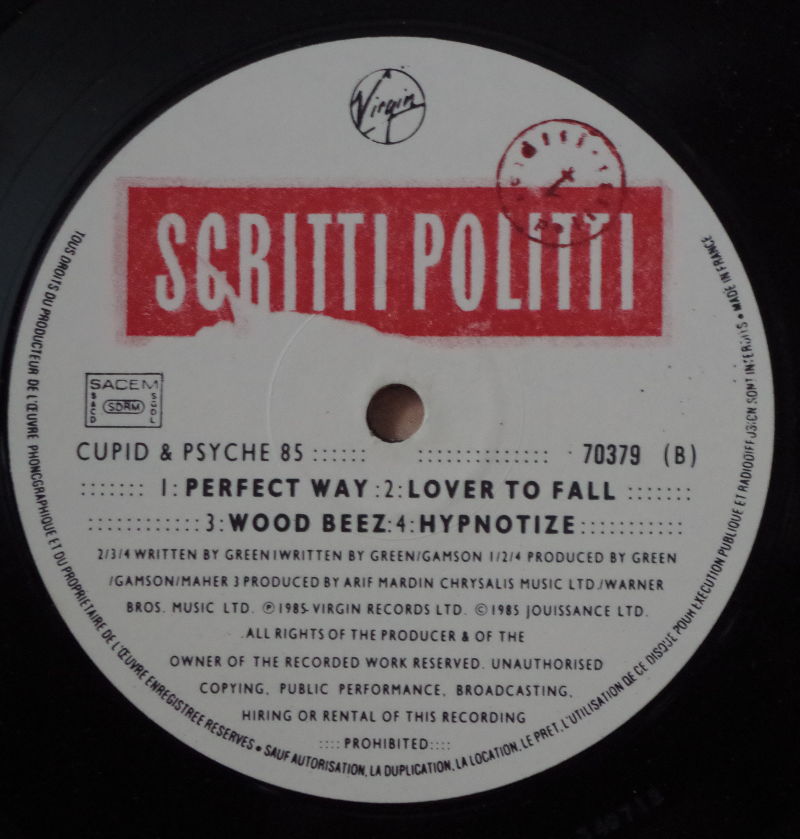 Virgin
SCRITTI POLITTI
SACEM
SACD
SDRM
SGDL
CUPID & PSYCHE 85 :::::: :::::::::::::: 70379 (B)
::::::: 1: PERFECT WAY :2: LOVER TO FALL :::::::
:::::::::::: 3: WOOD BEEZ: 4: HYPNOTIZE:::::::::::
2/3/4 WRITTEN BY GREEN 1 WRITTEN BY GREEN/GAMSON 1/2/4 PRODUCED BY GREEN
/GAMSON/MAHER 3 PRODUCED BY ARIF MARDIN CHRYSALIS MUSIC LTD./WARNER
BROS. MUSIC LTD. ℗ 1985 VIRGIN RECORDS LTD. © 1985 JOUISSANCE LTD.
ALL RIGHTS OF THE PRODUCER & OF THE
OWNER OF THE RECORDED WORK RESERVED. UNAUTHORISED
COPYING, PUBLIC PERFORMANCE, BROADCASTING,
HIRING OR RENTAL OF THIS RECORDING
:::: PROHIBITED::::
TOUS DROITS DU PRODUCTEUR DE L'ŒUVRE PHONOGRAPHIQUE ET DU PROPRIETAIRE DE L'ŒUVRE ENREGISTREE RESERVES • SAUF AUTORISATION, LA DUPLICATION, LA LOCATION, LE PRET, L'UTILISATION DE CE DISQUE POUR EXECUTION PUBLIQUE ET RADIODIFFUSION SONT INTERDITS • MADE IN FRANCE